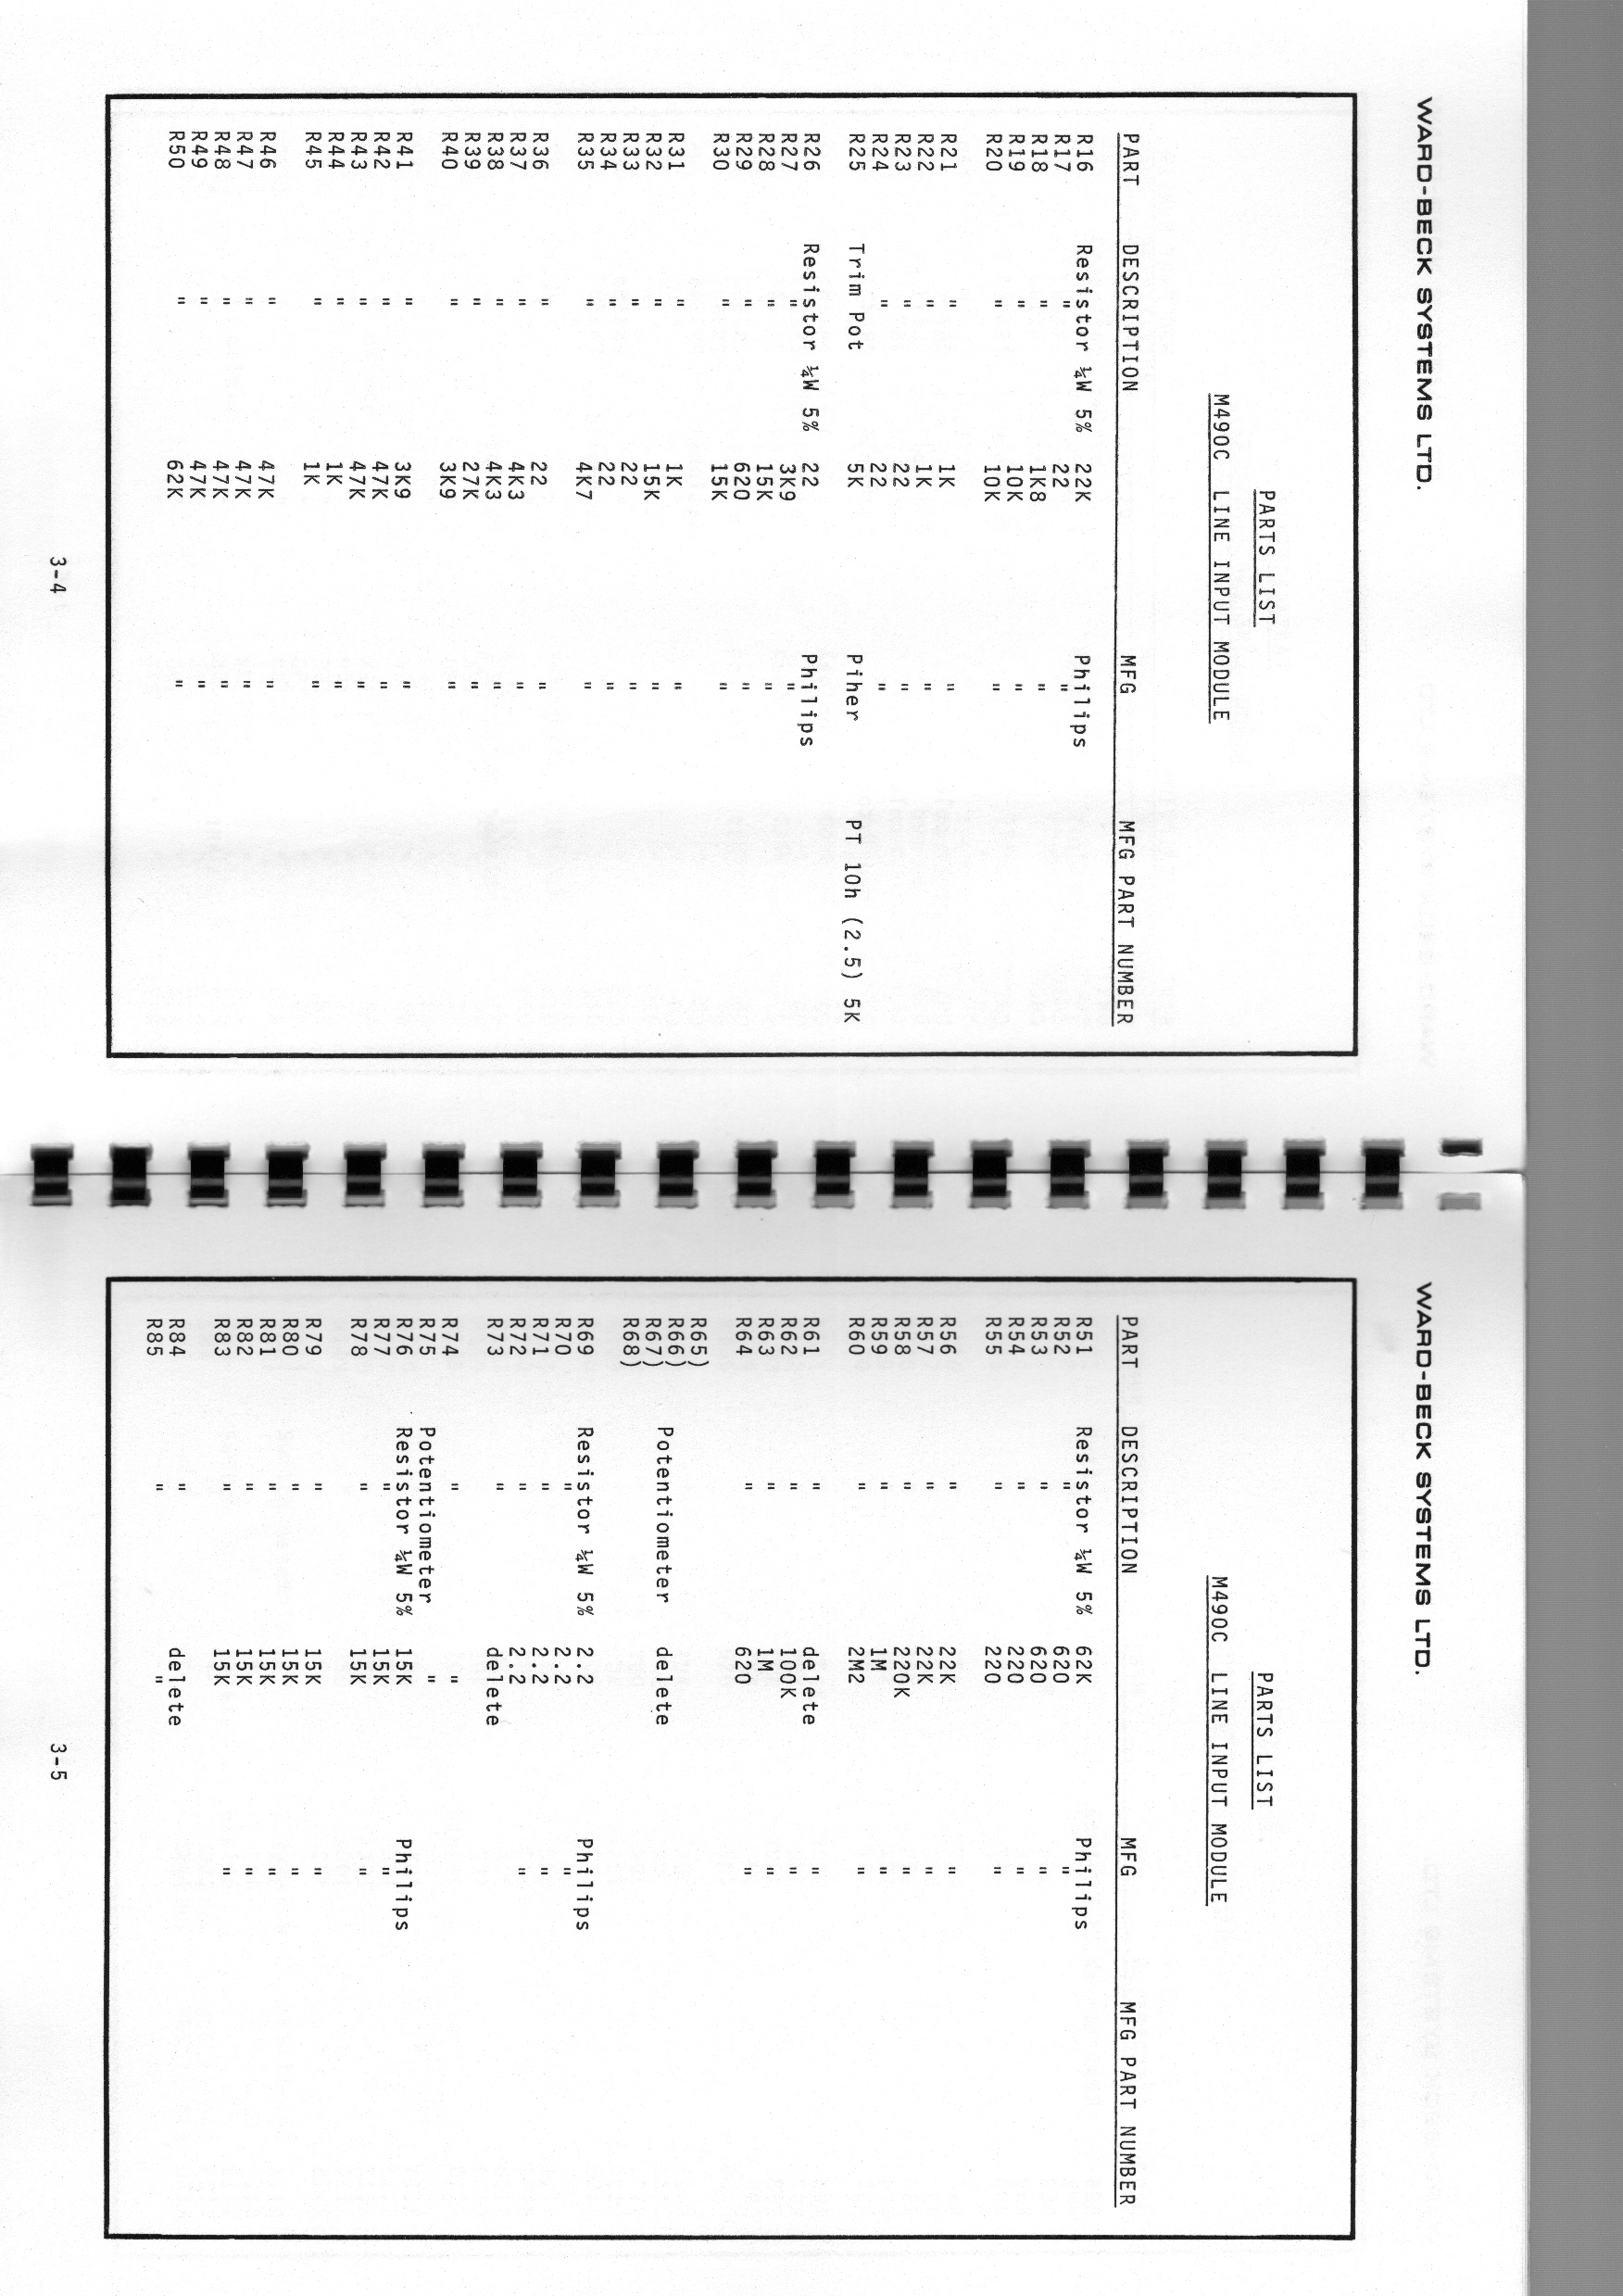 WARD-BECK SYSTEMS LTD.
PARTS LIST
M490C LINE INPUT MODULE
PART DESCRIPTION MFG MFG PART NUMBER
R16 Resistor ¼W 5% 22K Philips
R17 " 22 "
R18 " 1K8 "
R19 " 10K "
R20 " 10K "
R21 " 1K "
R22 " 1K "
R23 " 22 "
R24 " 22 "
R25 Trim Pot 5K Piher PT 10h (2.5) 5K
R26 Resistor ¼W 5% 22 Philips
R27 " 3K9 "
R28 " 15K "
R29 " 620 "
R30 " 15K "
R31 " 1K "
R32 " 15K "
R33 " 22 "
R34 " 22 "
R35 " 4K7 "
R36 " 22 "
R37 " 4K3 "
R38 " 4K3 "
R39 " 27K "
R40 " 3K9 "
R41 " 3K9 "
R42 " 47K "
R43 " 47K "
R44 " 1K "
R45 " 1K "
R46 " 47K "
R47 " 47K "
R48 " 47K "
R49 " 47K "
R50 " 62K "
3-4
WARD-BECK SYSTEMS LTD.
PARTS LIST
M490C LINE INPUT MODULE
PART DESCRIPTION MFG MFG PART NUMBER
R51 Resistor ¼W 5% 62K Philips
R52 " 620 "
R53 " 620 "
R54 " 220 "
R55 " 220 "
R56 " 22K "
R57 " 22K "
R58 " 220K "
R59 " 1M "
R60 " 2M2 "
R61 " delete "
R62 " 100K "
R63 " 1M "
R64 " 620 "
R65)
R66)
R67) Potentiometer delete
R68)
R69 Resistor ¼W 5% 2.2 Philips
R70 " 2.2 "
R71 " 2.2 "
R72 " 2.2 "
R73 " delete
R74 " "
R75 Potentiometer "
R76 Resistor ¼W 5% 15K Philips
R77 " 15K "
R78 " 15K "
R79 " 15K "
R80 " 15K "
R81 " 15K "
R82 " 15K "
R83 " 15K "
R84 " delete
R85 " "
3-5